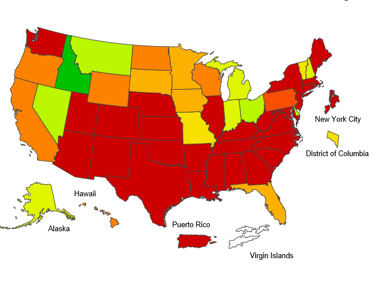 New York City
District of Columbia
Hawaii
Alaska
Puerto Rico
Virgin Islands